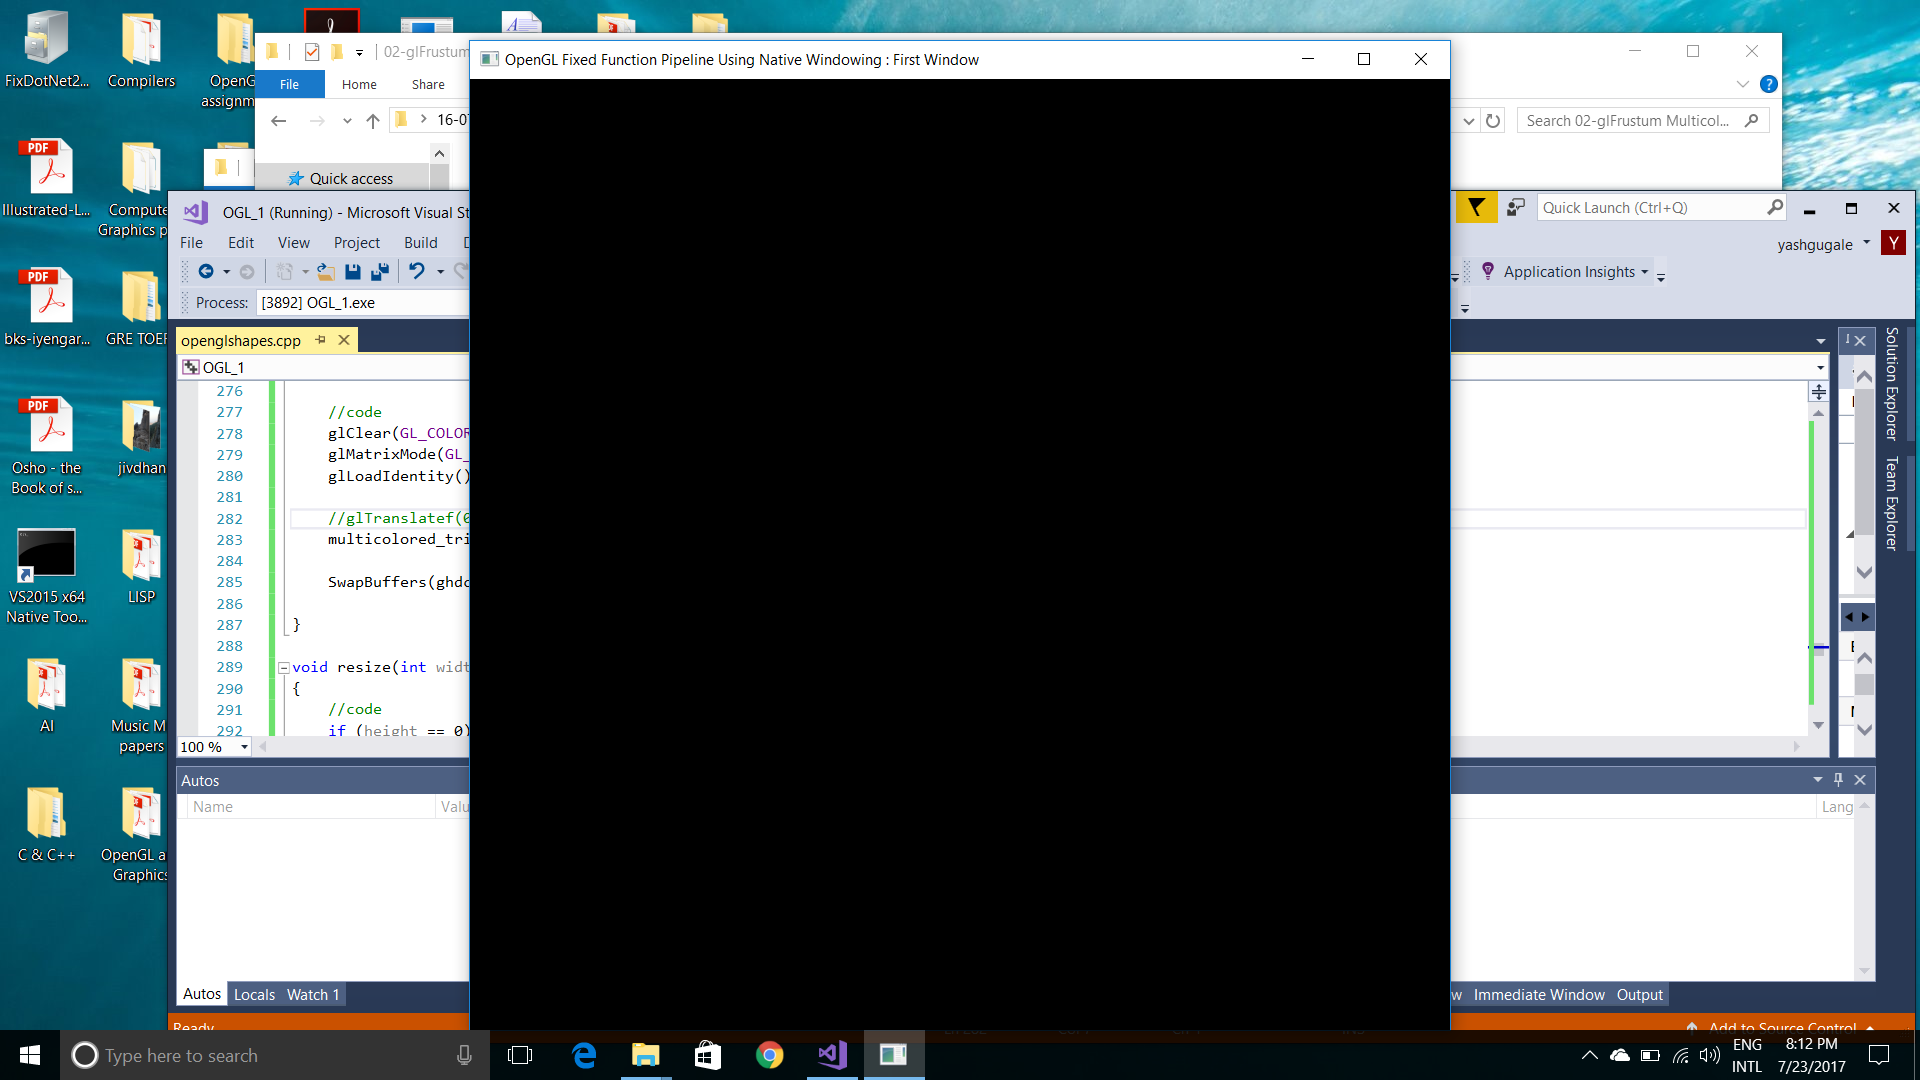 FixDotNet2...
Compilers
OpenG
assignm
Illustrated-L...
Compute
Graphics p
bks-iyengar...
GRE TOEF
Osho - the
Book of s...
jivdhan
VS2015 x64
Native Too...
LISP
AI
Music M
papers
C & C++
OpenGL a
Graphics
02-glFrustum
File
Home
Share
16-07
Search 02-glFrustum Multicol...
Quick access
OpenGL Fixed Function Pipeline Using Native Windowing : First Window
OGL_1 (Running) - Microsoft Visual St
Quick Launch (Ctrl+Q)
File
Edit
View
Project
Build
D
yashgugale
Y
Application Insights
Process:
[3892] OGL_1.exe
openglshapes.cpp
OGL_1
276
277 //code
278 glClear(GL_COLOR
279 glMatrixMode(GL_
280 glLoadIdentity()
281
282 //glTranslatef(0
283 multicolored_tri
284
285 SwapBuffers(ghdc
286
287 }
288
289 void resize(int widt
290 {
291 //code
292 if (height == 0)
100 %
Solution Explorer
Team Explorer
Autos
Name
Valu
Lang
Autos
Locals
Watch 1
w
Immediate Window
Output
Ready
Add to Source Control
Type here to search
ENG
INTL
8:12 PM
7/23/2017